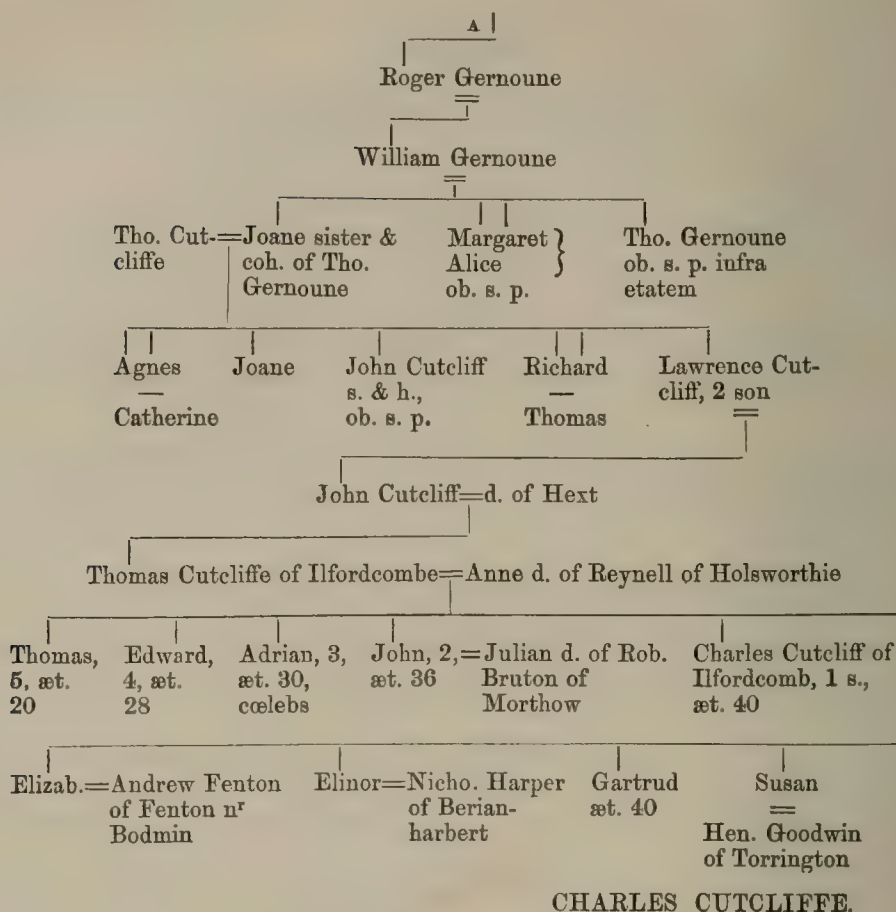 A
Roger Gernoune
William Gernoune
Tho. Cut-=Joane sister & Margaret } Tho. Gernoune
cliffe coh. of Tho. Alice ob. s. p. infra
Gernoune ob. s. p. etatem
Agnes Joane John Cutcliff Richard Lawrence Cut-
— s. & h., — cliff, 2 son
Catherine ob. s. p. Thomas
John Cutcliff=d. of Hext
Thomas Cutcliffe of Ilfordcombe=Anne d. of Reynell of Holsworthie
Thomas, Edward, Adrian, 3, John, 2,=Julian d. of Rob. Charles Cutcliff of
5, æt. 4, æt. æt. 30, æt. 36 Bruton of Ilfordcomb, 1 s.,
20 28 cœlebs Morthow æt. 40
Elizab.=Andrew Fenton Elinor=Nicho. Harper Gartrud Susan
of Fenton nʳ of Berian- æt. 40 =
Bodmin harbert Hen. Goodwin
of Torrington
CHARLES CUTCLIFFE.